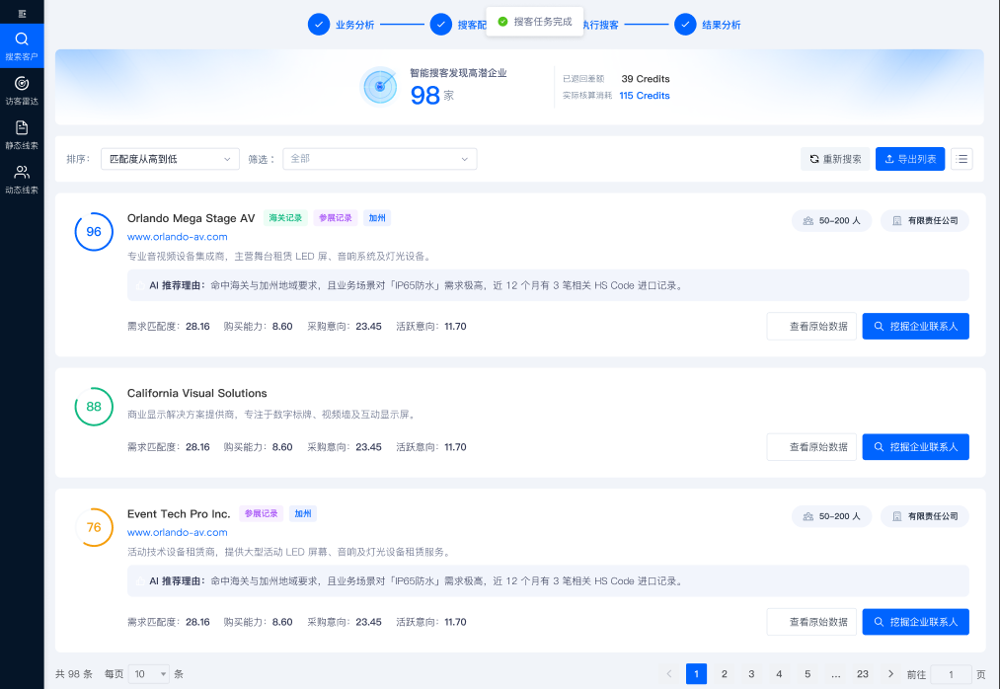 业务分析
搜客配
搜客任务完成
执行搜客
结果分析
搜索客户
访客雷达
静态线索
动态线索
智能搜客发现高潜企业
98 家
已退回差额 39 Credits
实际核算消耗 115 Credits
排序： 匹配度从高到低 筛选： 全部 重新搜索 导出列表
96
Orlando Mega Stage AV 海关记录 参展记录 加州 50-200 人 有限责任公司
www.orlando-av.com
专业音视频设备集成商，主营舞台租赁 LED 屏、音响系统及灯光设备。
AI 推荐理由：命中海关与加州地域要求，且业务场景对「IP65防水」需求极高，近 12 个月有 3 笔相关 HS Code 进口记录。
需求匹配度：28.16 购买能力：8.60 采购意向：23.45 活跃意向：11.70 查看原始数据 挖掘企业联系人
88
California Visual Solutions
商业显示解决方案提供商，专注于数字标牌、视频墙及互动显示屏。
需求匹配度：28.16 购买能力：8.60 采购意向：23.45 活跃意向：11.70 查看原始数据 挖掘企业联系人
76
Event Tech Pro Inc. 参展记录 加州 50-200 人 有限责任公司
www.orlando-av.com
活动技术设备租赁商，提供大型活动 LED 屏幕、音响及灯光设备租赁服务。
AI 推荐理由：命中海关与加州地域要求，且业务场景对「IP65防水」需求极高，近 12 个月有 3 笔相关 HS Code 进口记录。
需求匹配度：28.16 购买能力：8.60 采购意向：23.45 活跃意向：11.70 查看原始数据 挖掘企业联系人
共 98 条 每页 10 条 1 2 3 4 5 ... 23 前往 1 页